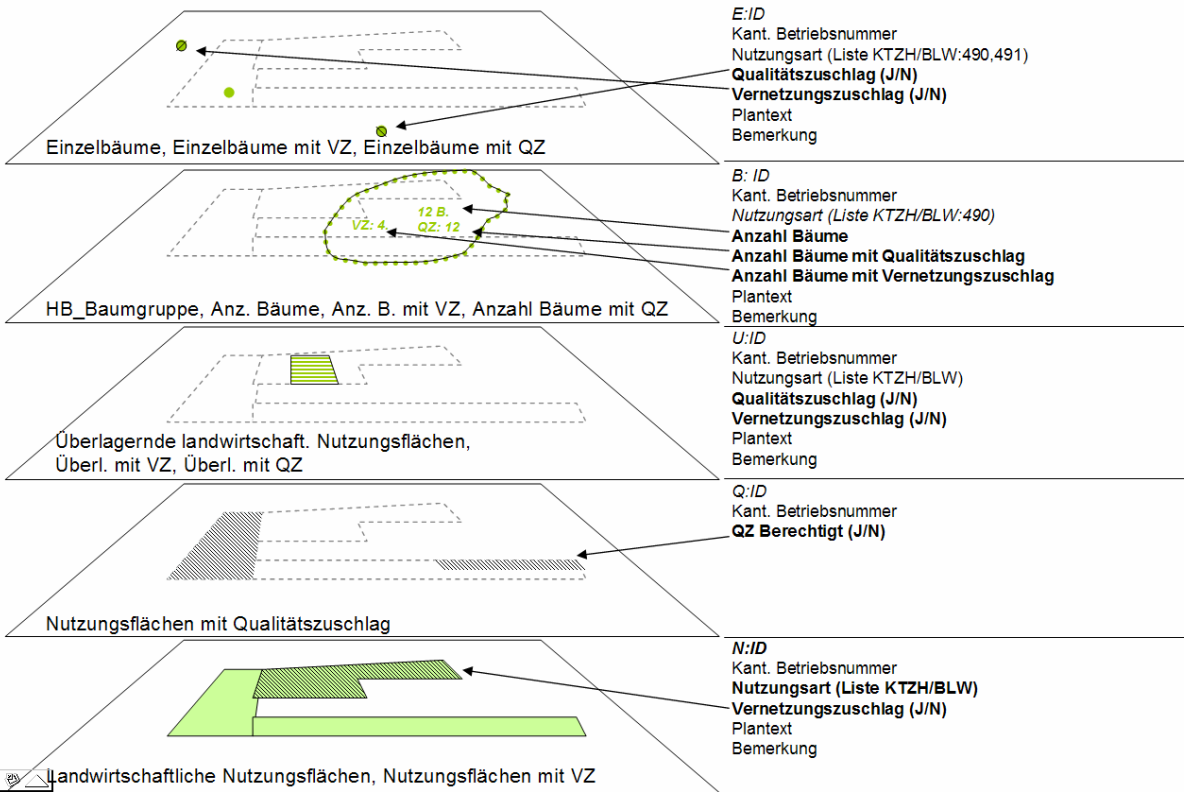 E:ID
Kant. Betriebsnummer
Nutzungsart (Liste KTZH/BLW:490,491)
Qualitätszuschlag (J/N)
Vernetzungszuschlag (J/N)
Plantext
Bemerkung
Einzelbäume, Einzelbäume mit VZ, Einzelbäume mit QZ
B: ID
Kant. Betriebsnummer
Nutzungsart (Liste KTZH/BLW:490)
Anzahl Bäume
Anzahl Bäume mit Qualitätszuschlag
Anzahl Bäume mit Vernetzungszuschlag
Plantext
Bemerkung
12 B.
VZ: 4.
QZ: 12
HB_Baumgruppe, Anz. Bäume, Anz. B. mit VZ, Anzahl Bäume mit QZ
U:ID
Kant. Betriebsnummer
Nutzungsart (Liste KTZH/BLW)
Qualitätszuschlag (J/N)
Vernetzungszuschlag (J/N)
Plantext
Bemerkung
Überlagernde landwirtschaft. Nutzungsflächen,
Überl. mit VZ, Überl. mit QZ
Q:ID
Kant. Betriebsnummer
QZ Berechtigt (J/N)
Nutzungsflächen mit Qualitätszuschlag
N:ID
Kant. Betriebsnummer
Nutzungsart (Liste KTZH/BLW)
Vernetzungszuschlag (J/N)
Plantext
Bemerkung
Landwirtschaftliche Nutzungsflächen, Nutzungsflächen mit VZ